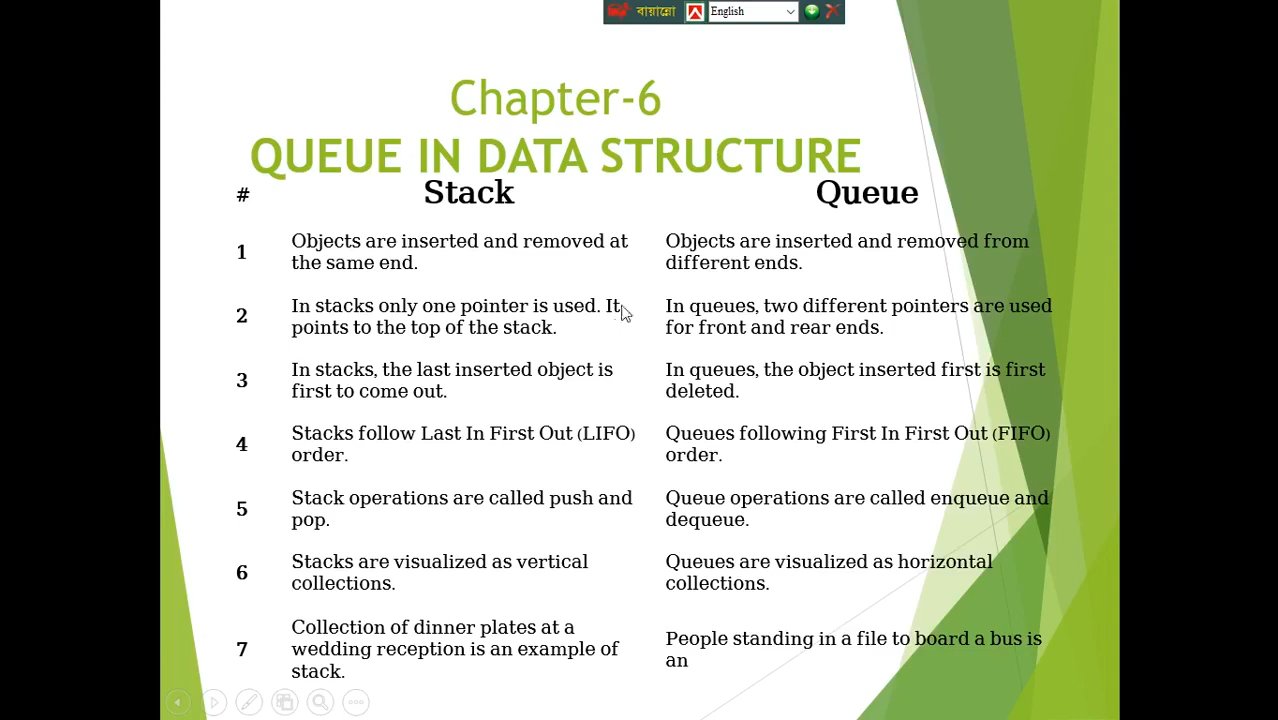 বায়ান্নো English
Chapter-6
QUEUE IN DATA STRUCTURE
# Stack Queue
1 Objects are inserted and removed at the same end. Objects are inserted and removed from different ends.
2 In stacks only one pointer is used. It points to the top of the stack. In queues, two different pointers are used for front and rear ends.
3 In stacks, the last inserted object is first to come out. In queues, the object inserted first is first deleted.
4 Stacks follow Last In First Out (LIFO) order. Queues following First In First Out (FIFO) order.
5 Stack operations are called push and pop. Queue operations are called enqueue and dequeue.
6 Stacks are visualized as vertical collections. Queues are visualized as horizontal collections.
7 Collection of dinner plates at a wedding reception is an example of stack. People standing in a file to board a bus is an